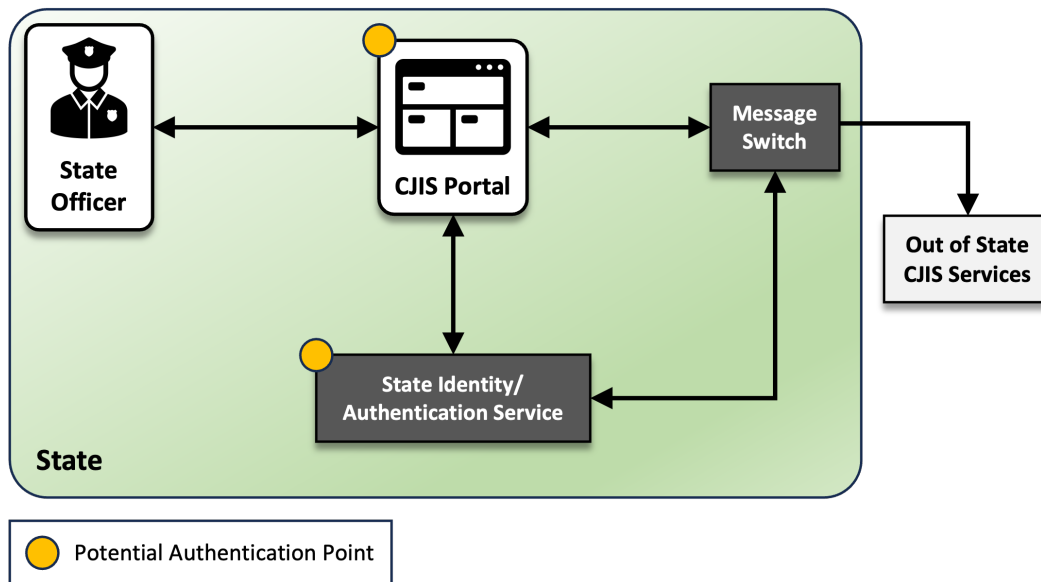 State
Officer
CJIS Portal
Message
Switch
Out of State
CJIS Services
State Identity/
Authentication Service
State
Potential Authentication Point